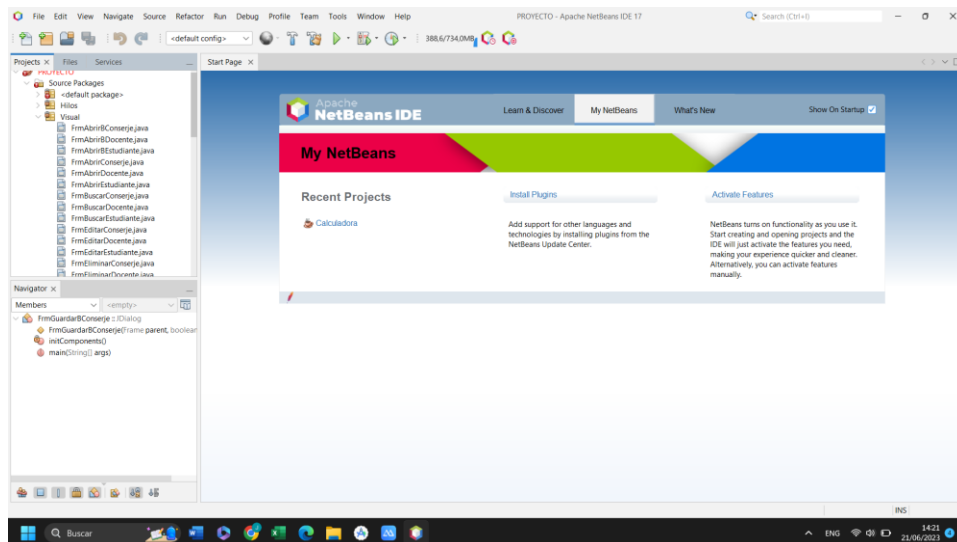 File Edit View Navigate Source Refactor Run Debug Profile Team Tools Window Help
PROYECTO - Apache NetBeans IDE 17
Search (Ctrl+I)
<default config>
388,6/734,0MB
Projects
Files
Services
Start Page
PROYECTO
Source Packages
<default package>
Hilos
Visual
FrmAbrirBConserje.java
FrmAbrirBDocente.java
FrmAbrirBEstudiante.java
FrmAbrirConserje.java
FrmAbrirDocente.java
FrmAbrirEstudiante.java
FrmBuscarConserje.java
FrmBuscarDocente.java
FrmBuscarEstudiante.java
FrmEditarConserje.java
FrmEditarDocente.java
FrmEditarEstudiante.java
FrmEliminarConserje.java
FrmEliminarDocente.java
Navigator
Members
<empty>
FrmGuardarBConserje :: JDialog
FrmGuardarBConserje(Frame parent, boolean
initComponents()
main(String[] args)
Apache
NetBeans IDE
Learn & Discover
My NetBeans
What's New
Show On Startup
My NetBeans
Recent Projects
Calculadora
Install Plugins
Add support for other languages and
technologies by installing plugins from the
NetBeans Update Center.
Activate Features
NetBeans turns on functionality as you use it.
Start creating and opening projects and the
IDE will just activate the features you need,
making your experience quicker and cleaner.
Alternatively, you can activate features
manually.
INS
Buscar
ENG
14:21
21/06/2023
4